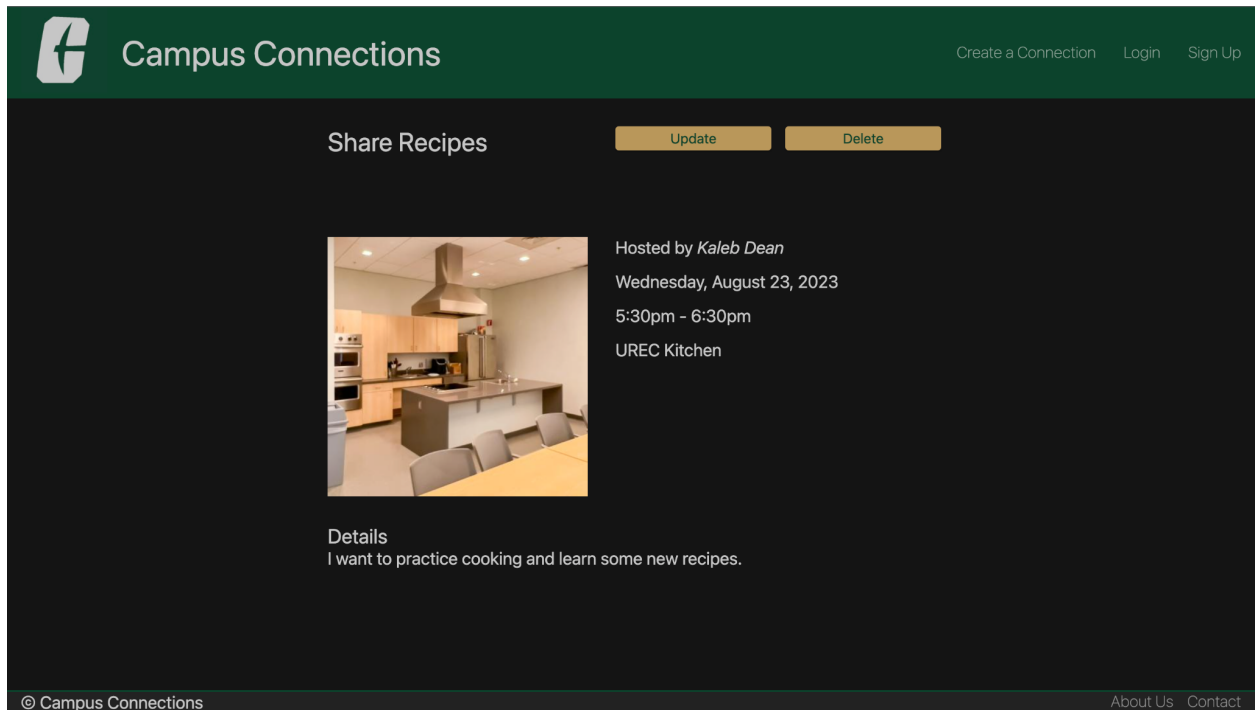 Campus Connections
Create a Connection Login Sign Up
Share Recipes
Update
Delete
Hosted by Kaleb Dean
Wednesday, August 23, 2023
5:30pm - 6:30pm
UREC Kitchen
Details
I want to practice cooking and learn some new recipes.
© Campus Connections
About Us Contact